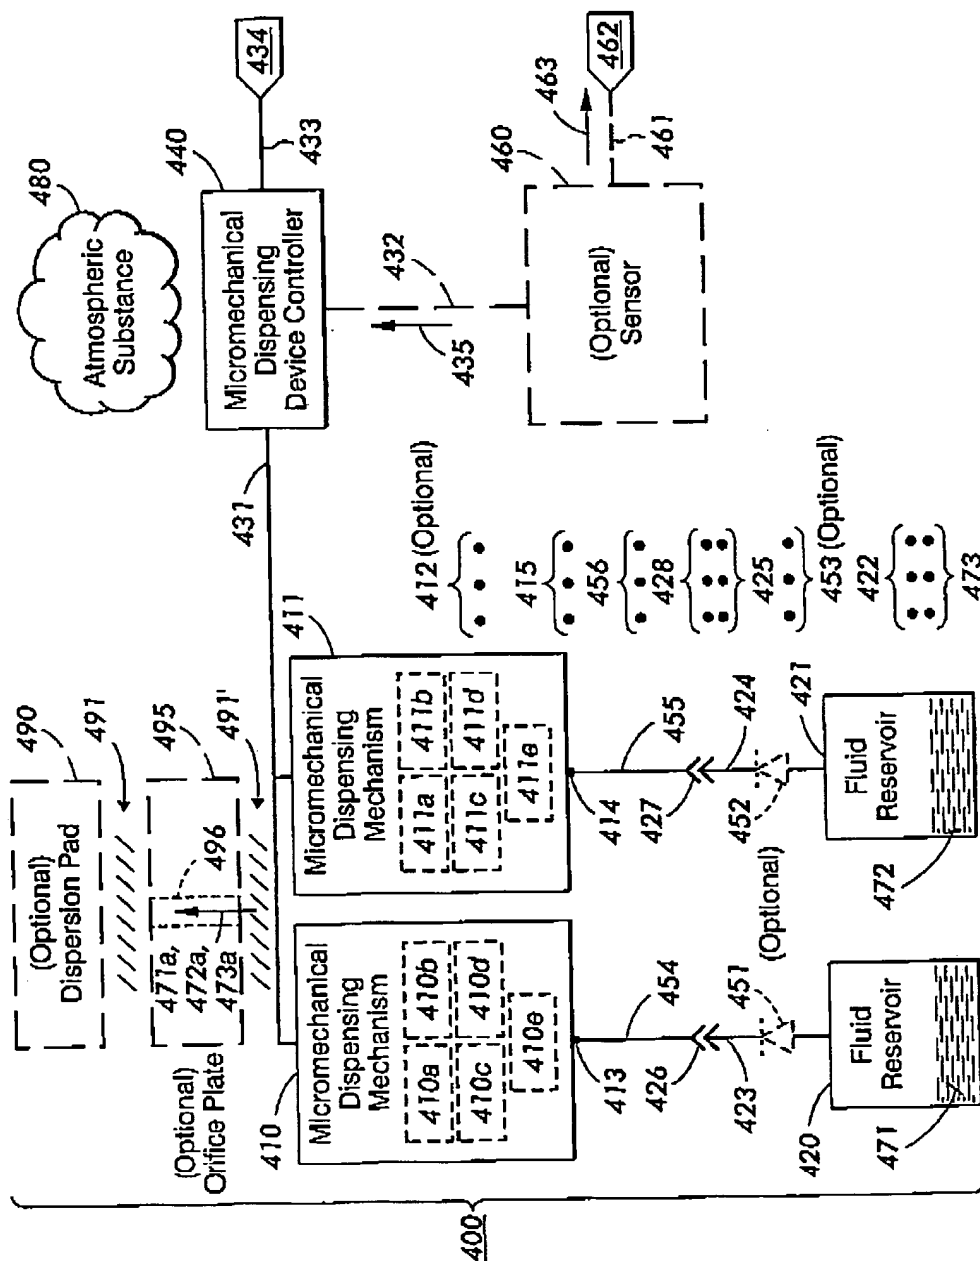 490
(Optional)
Dispersion Pad
491
495
471a,
472a,
473a
496
491'
(Optional)
Orifice Plate
480
Atmospheric
Substance
440
Micromechanical
Dispensing
Device Controller
433
434
431
432
435
460
(Optional)
Sensor
463
461
462
410
Micromechanical
Dispensing
Mechanism
410a
410b
410c
410d
410e
411
Micromechanical
Dispensing
Mechanism
411a
411b
411c
411d
411e
412 (Optional)
415
456
428
425
453 (Optional)
422
473
413
454
426
423
451
(Optional)
420
Fluid
Reservoir
471
414
455
427
424
452
421
Fluid
Reservoir
472
400